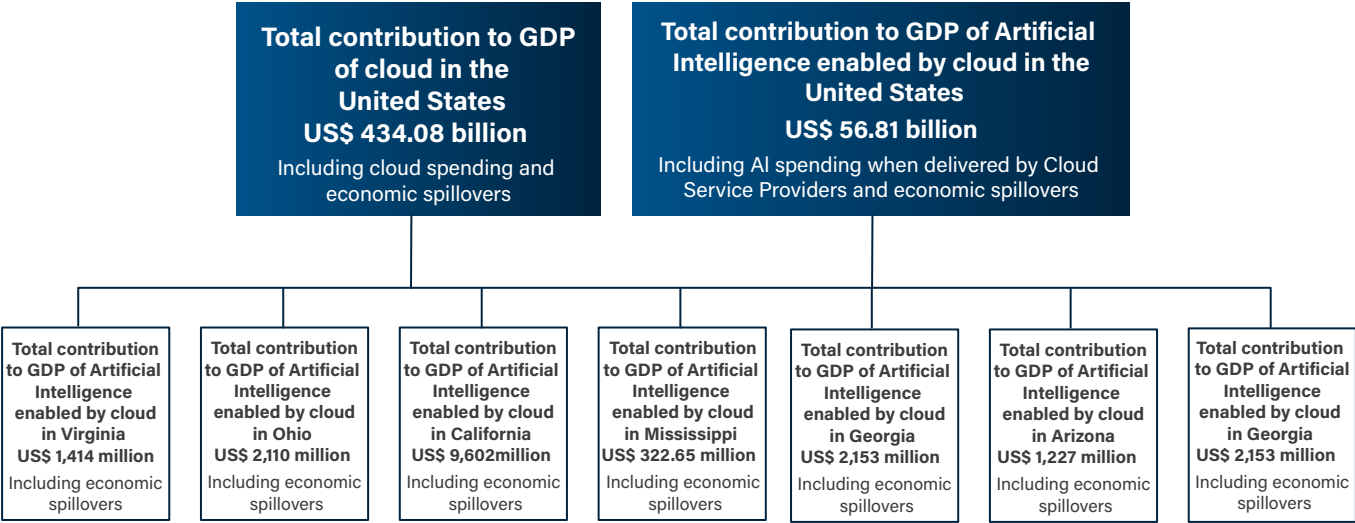 Total contribution to GDP
of cloud in the
United States
US$ 434.08 billion
Including cloud spending and
economic spillovers
Total contribution to GDP of Artificial
Intelligence enabled by cloud in the
United States
US$ 56.81 billion
Including AI spending when delivered by Cloud
Service Providers and economic spillovers
Total contribution
to GDP of Artificial
Intelligence
enabled by cloud
in Virginia
US$ 1,414 million
Including economic
spillovers
Total contribution
to GDP of Artificial
Intelligence
enabled by cloud
in Ohio
US$ 2,110 million
Including economic
spillovers
Total contribution
to GDP of Artificial
Intelligence
enabled by cloud
in California
US$ 9,602million
Including economic
spillovers
Total contribution
to GDP of Artificial
Intelligence
enabled by cloud
in Mississippi
US$ 322.65 million
Including economic
spillovers
Total contribution
to GDP of Artificial
Intelligence
enabled by cloud
in Georgia
US$ 2,153 million
Including economic
spillovers
Total contribution
to GDP of Artificial
Intelligence
enabled by cloud
in Arizona
US$ 1,227 million
Including economic
spillovers
Total contribution
to GDP of Artificial
Intelligence
enabled by cloud
in Georgia
US$ 2,153 million
Including economic
spillovers